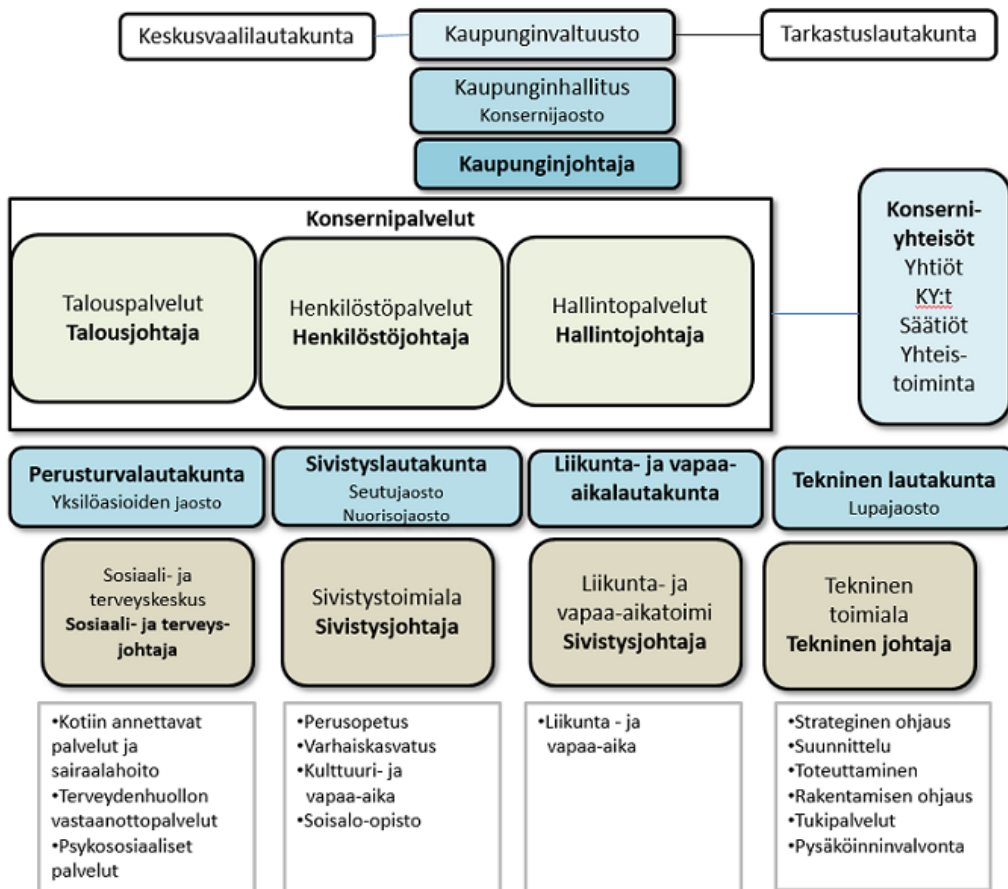 Keskusvaalilautakunta
Kaupunginvaltuusto
Tarkastuslautakunta
Kaupunginhallitus
Konsernijaosto
Kaupunginjohtaja
Konsernipalvelut
Talouspalvelut
Talousjohtaja
Henkilöstöpalvelut
Henkilöstöjohtaja
Hallintopalvelut
Hallintojohtaja
Konserni-
yhteisöt
Yhtiöt
KY:t
Säätiöt
Yhteis-
toiminta
Perusturvalautakunta
Yksilöasioiden jaosto
Sivistyslautakunta
Seutujaosto
Nuorisojaosto
Liikunta- ja vapaa-
aikalautakunta
Tekninen lautakunta
Lupajaosto
Sosiaali- ja
terveyskeskus
Sosiaali- ja terveys-
johtaja
Sivistystoimiala
Sivistysjohtaja
Liikunta- ja
vapaa-aikatoimi
Sivistysjohtaja
Tekninen
toimiala
Tekninen johtaja
•Kotiin annettavat
palvelut ja
sairaalahoito
•Terveydenhuollon
vastaanottopalvelut
•Psykososiaaliset
palvelut
•Perusopetus
•Varhaiskasvatus
•Kulttuuri- ja
vapaa-aika
•Soisalo-opisto
•Liikunta - ja
vapaa-aika
•Strateginen ohjaus
•Suunnittelu
•Toteuttaminen
•Rakentamisen ohjaus
•Tukipalvelut
•Pysäköinninvalvonta